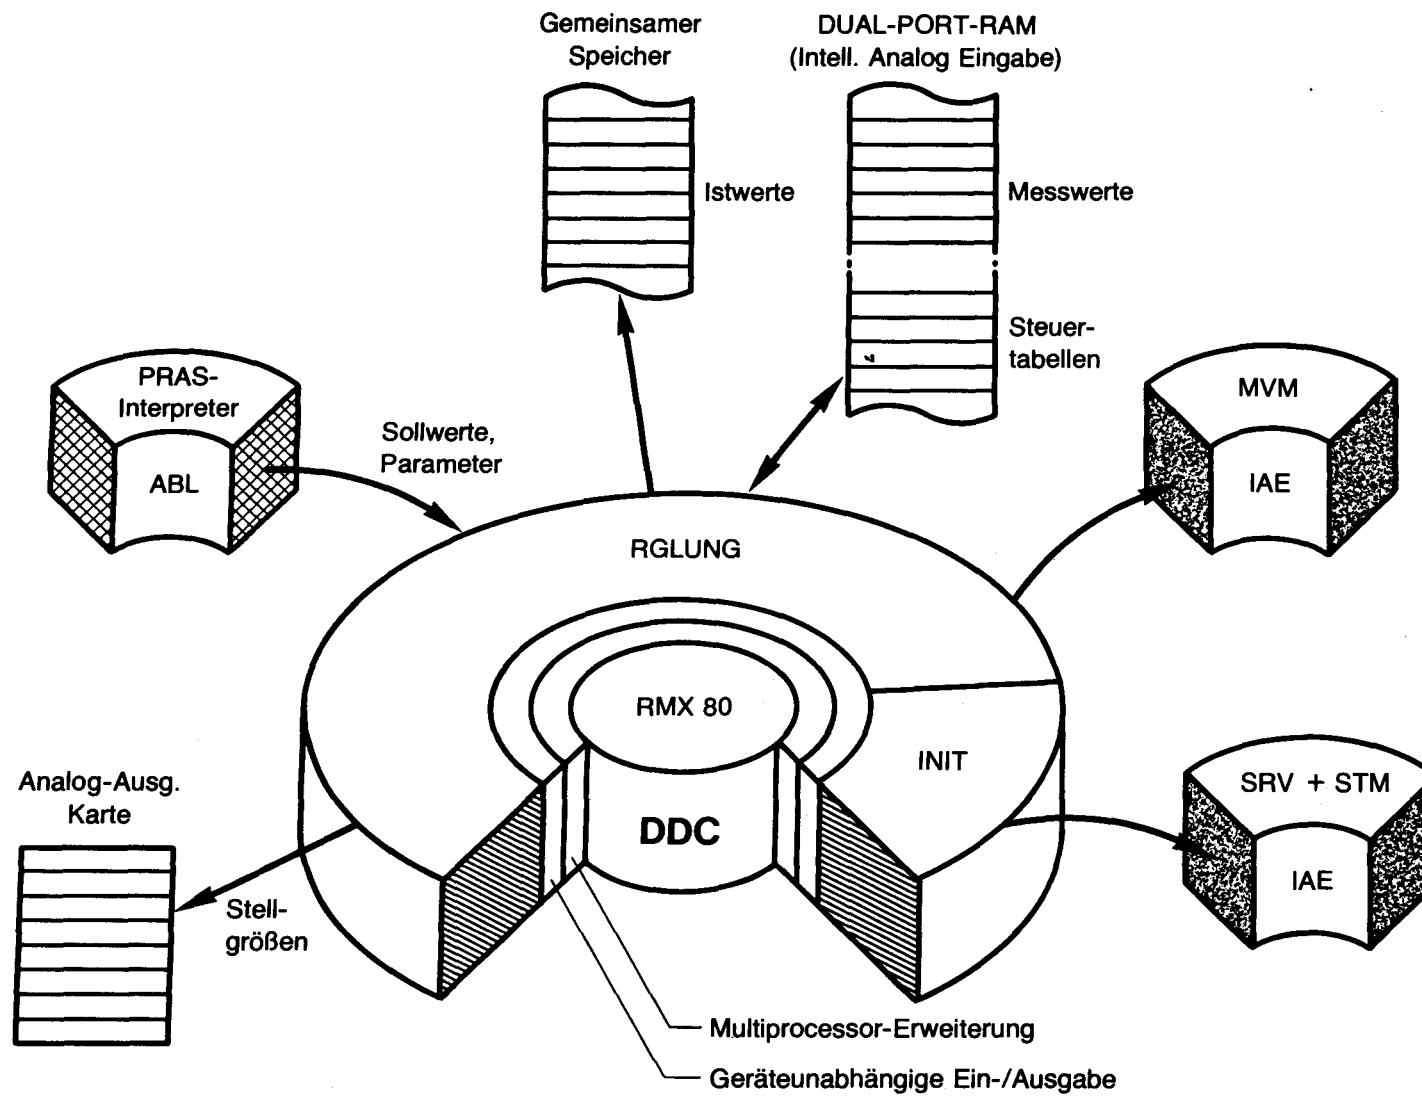 Gemeinsamer
Speicher
DUAL-PORT-RAM
(Intell. Analog Eingabe)
Istwerte
Messwerte
Steuer-
tabellen
PRAS-
Interpreter
ABL
Sollwerte,
Parameter
MVM
IAE
RGLUNG
RMX 80
INIT
DDC
Analog-Ausg.
Karte
Stell-
größen
SRV + STM
IAE
Multiprocessor-Erweiterung
Geräteunabhängige Ein-/Ausgabe